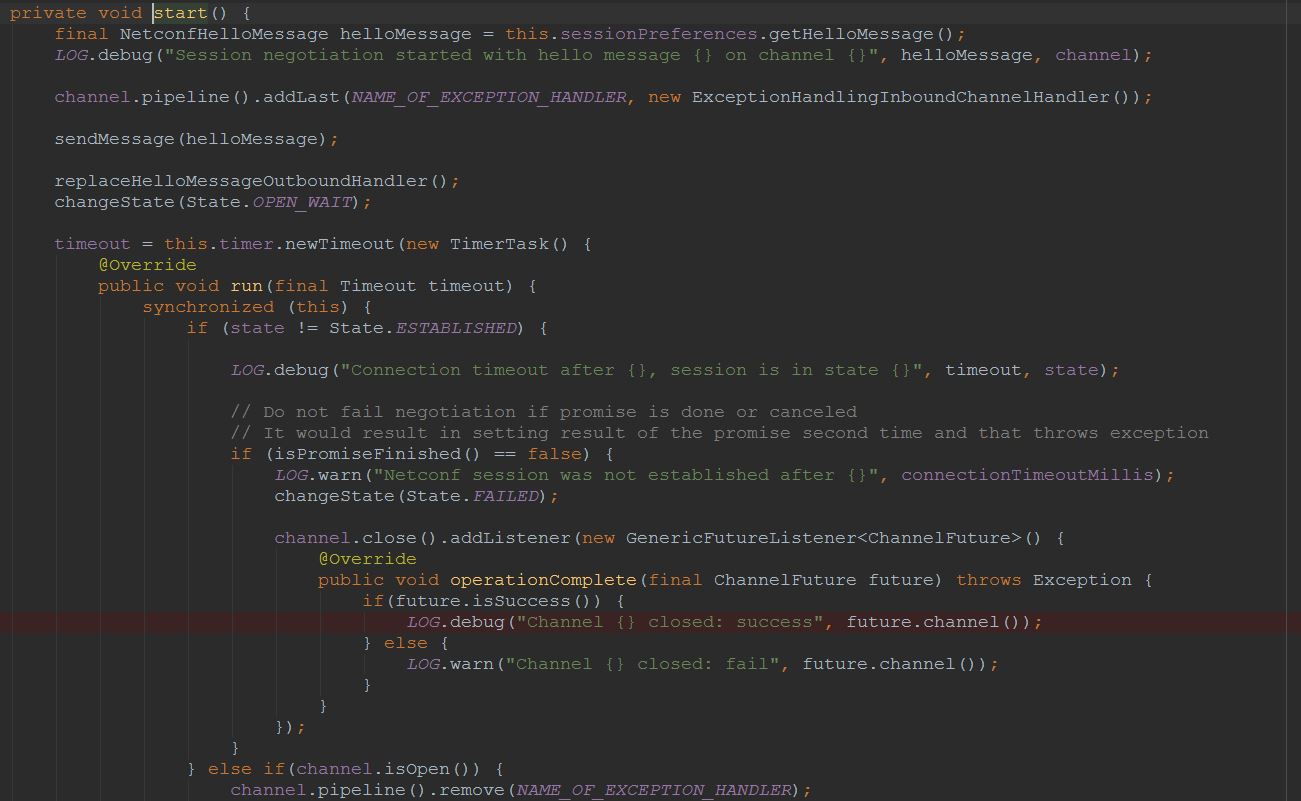 private void start() {
    final NetconfHelloMessage helloMessage = this.sessionPreferences.getHelloMessage();
    LOG.debug("Session negotiation started with hello message {} on channel {}", helloMessage, channel);

    channel.pipeline().addLast(NAME_OF_EXCEPTION_HANDLER, new ExceptionHandlingInboundChannelHandler());

    sendMessage(helloMessage);

    replaceHelloMessageOutboundHandler();
    changeState(State.OPEN_WAIT);

    timeout = this.timer.newTimeout(new TimerTask() {
        @Override
        public void run(final Timeout timeout) {
            synchronized (this) {
                if (state != State.ESTABLISHED) {

                    LOG.debug("Connection timeout after {}, session is in state {}", timeout, state);

                    // Do not fail negotiation if promise is done or canceled
                    // It would result in setting result of the promise second time and that throws exception
                    if (isPromiseFinished() == false) {
                        LOG.warn("Netconf session was not established after {}", connectionTimeoutMillis);
                        changeState(State.FAILED);

                        channel.close().addListener(new GenericFutureListener<ChannelFuture>() {
                            @Override
                            public void operationComplete(final ChannelFuture future) throws Exception {
                                if(future.isSuccess()) {
                                    LOG.debug("Channel {} closed: success", future.channel());
                                } else {
                                    LOG.warn("Channel {} closed: fail", future.channel());
                                }
                            }
                        });
                    }
                } else if(channel.isOpen()) {
                    channel.pipeline().remove(NAME_OF_EXCEPTION_HANDLER);